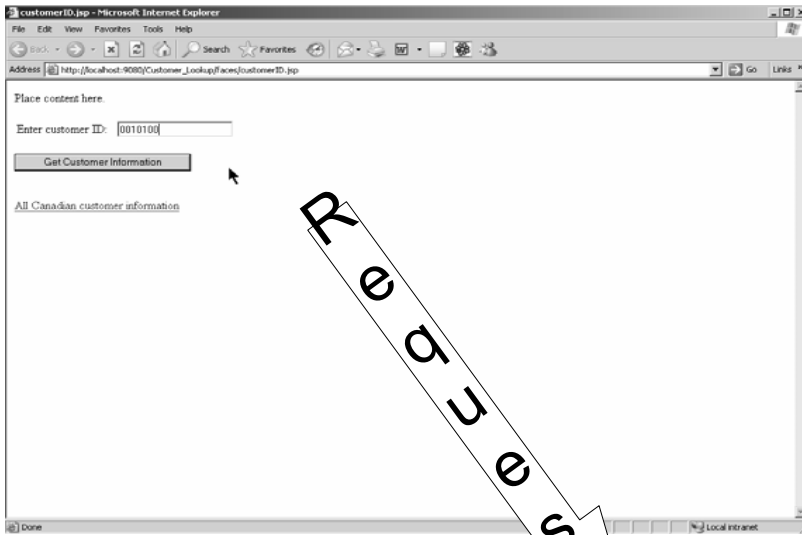 customerID.jsp - Microsoft Internet Explorer
File Edit View Favorites Tools Help
Back Search Favorites
Address http://localhost:9080/Customer_Lookup/faces/customerID.jsp Go Links »
Place content here.
Enter customer ID: 0010100
Get Customer Information
All Canadian customer information
Reques
Done Local intranet